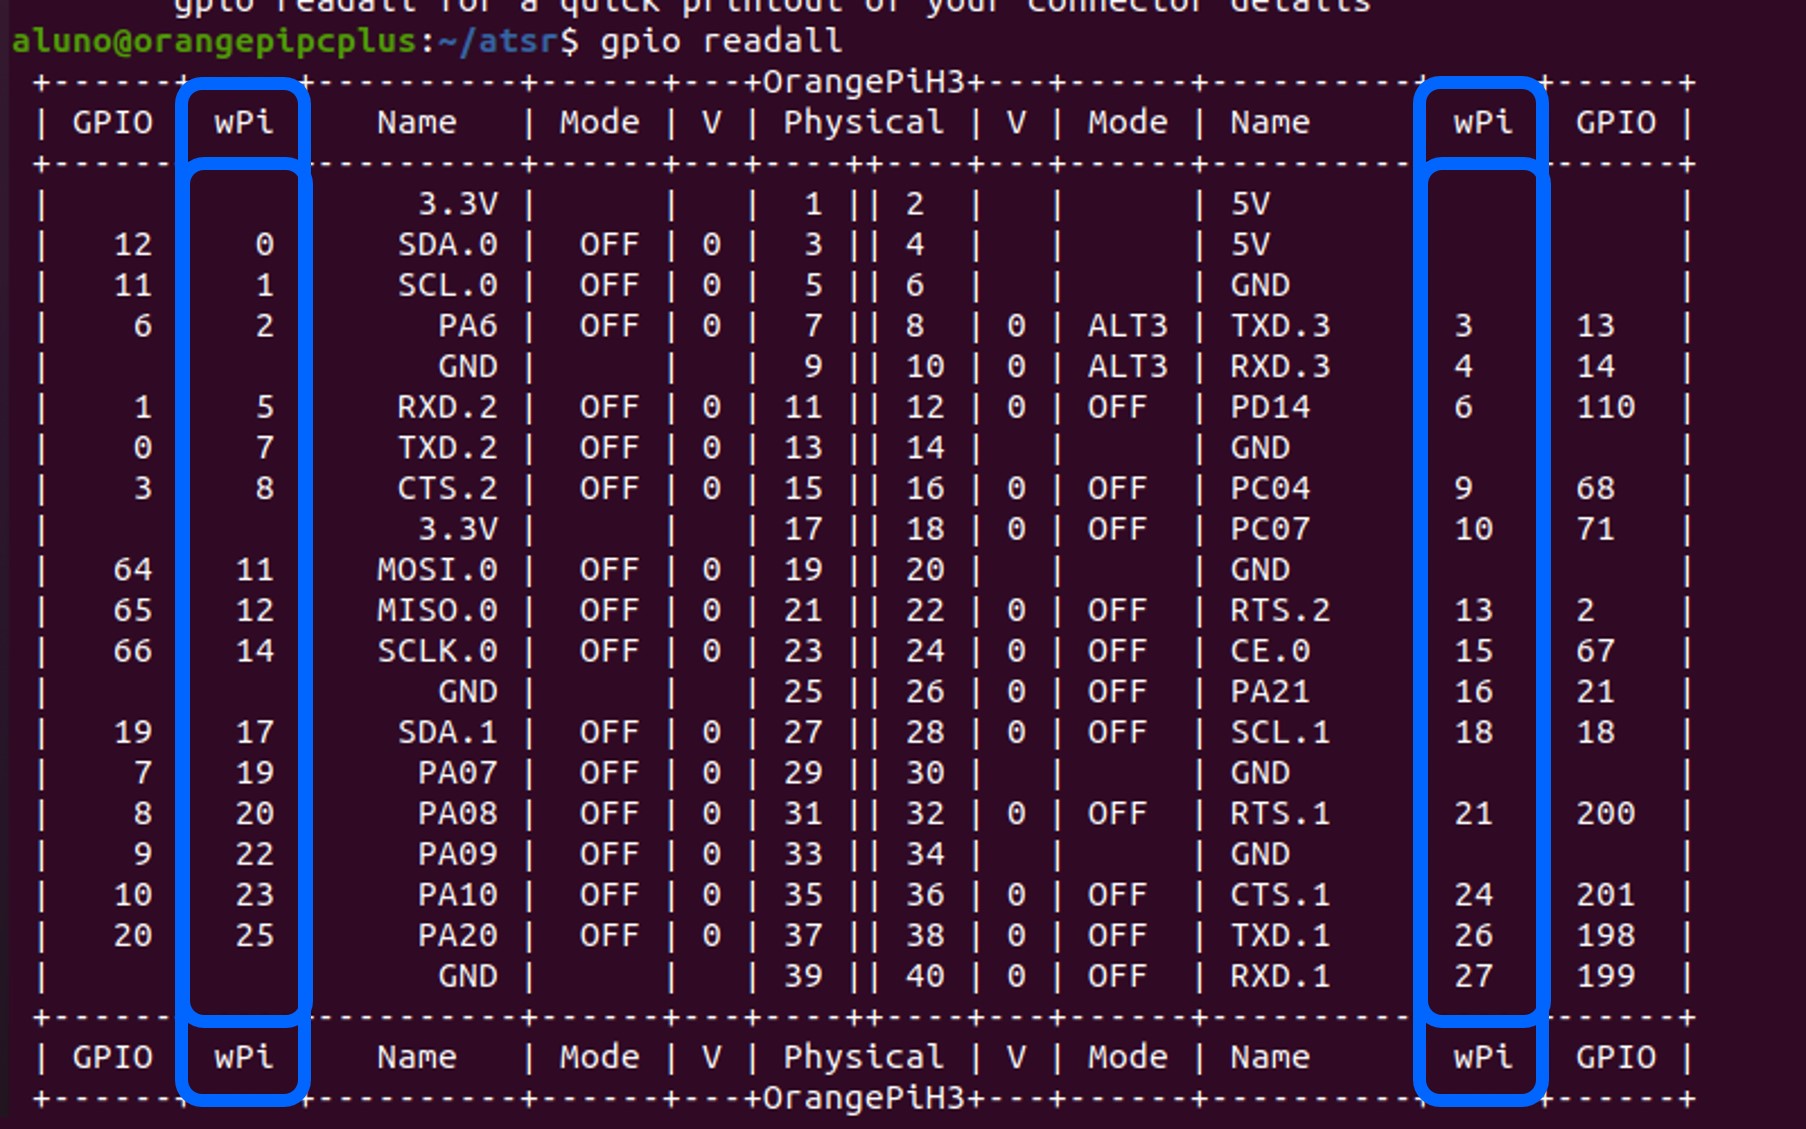 gpio readall for a quick printout of your connector details
aluno@orangepipcplus:~/atsr$ gpio readall
+------+-----+----------+------+---+OrangePiH3+---+------+----------+-----+------+
| GPIO wPi Name | Mode | V | Physical | V | Mode | Name wPi GPIO |
+------+-----+----------+------+---+----++----+---+------+----------+-----+------+
| 3.3V | | | 1 || 2 | | | 5V |
| 12 0 SDA.0 | OFF | 0 | 3 || 4 | | | 5V |
| 11 1 SCL.0 | OFF | 0 | 5 || 6 | | | GND |
| 6 2 PA6 | OFF | 0 | 7 || 8 | 0 | ALT3 | TXD.3 3 13 |
| GND | | | 9 || 10 | 0 | ALT3 | RXD.3 4 14 |
| 1 5 RXD.2 | OFF | 0 | 11 || 12 | 0 | OFF | PD14 6 110 |
| 0 7 TXD.2 | OFF | 0 | 13 || 14 | | | GND |
| 3 8 CTS.2 | OFF | 0 | 15 || 16 | 0 | OFF | PC04 9 68 |
| 3.3V | | | 17 || 18 | 0 | OFF | PC07 10 71 |
| 64 11 MOSI.0 | OFF | 0 | 19 || 20 | | | GND |
| 65 12 MISO.0 | OFF | 0 | 21 || 22 | 0 | OFF | RTS.2 13 2 |
| 66 14 SCLK.0 | OFF | 0 | 23 || 24 | 0 | OFF | CE.0 15 67 |
| GND | | | 25 || 26 | 0 | OFF | PA21 16 21 |
| 19 17 SDA.1 | OFF | 0 | 27 || 28 | 0 | OFF | SCL.1 18 18 |
| 7 19 PA07 | OFF | 0 | 29 || 30 | | | GND |
| 8 20 PA08 | OFF | 0 | 31 || 32 | 0 | OFF | RTS.1 21 200 |
| 9 22 PA09 | OFF | 0 | 33 || 34 | | | GND |
| 10 23 PA10 | OFF | 0 | 35 || 36 | 0 | OFF | CTS.1 24 201 |
| 20 25 PA20 | OFF | 0 | 37 || 38 | 0 | OFF | TXD.1 26 198 |
| GND | | | 39 || 40 | 0 | OFF | RXD.1 27 199 |
+------+-----+----------+------+---+----++----+---+------+----------+-----+------+
| GPIO wPi Name | Mode | V | Physical | V | Mode | Name wPi GPIO |
+------+-----+----------+------+---+OrangePiH3+---+------+----------+-----+------+